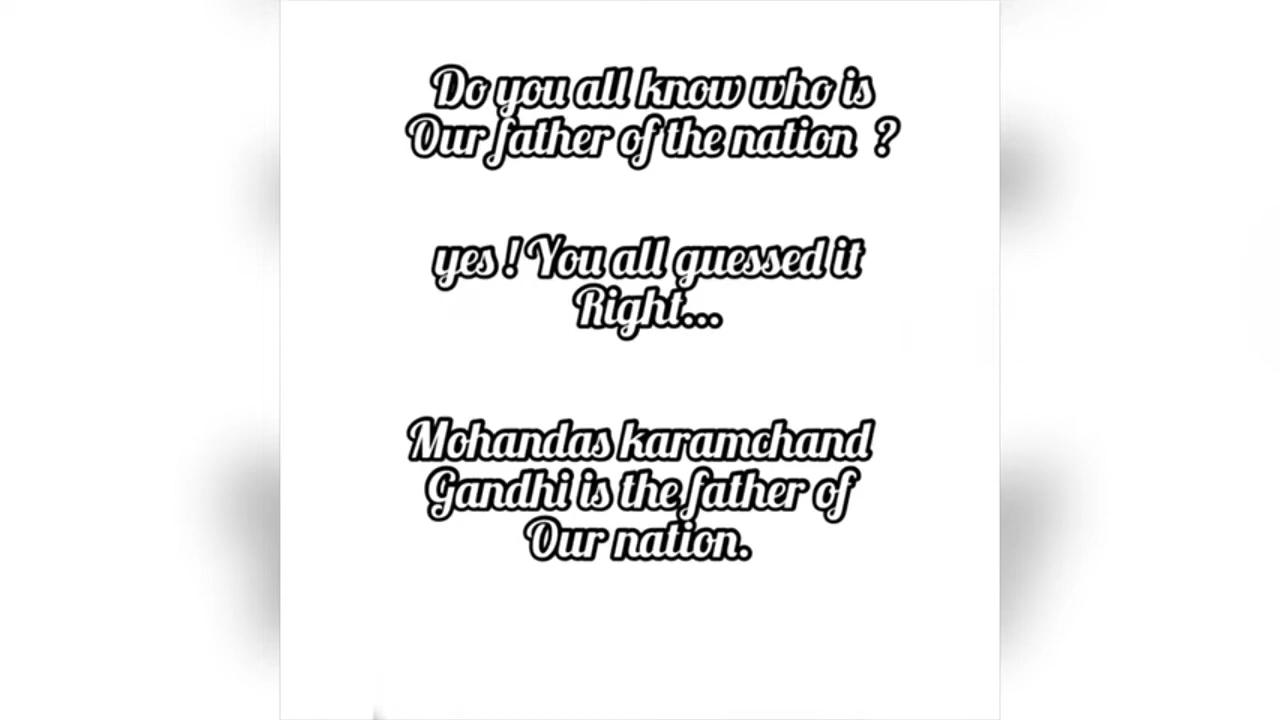 Do you all know who is
Our father of the nation ?
yes ! You all guessed it
Right...
Mohandas karamchand
Gandhi is the father of
Our nation.